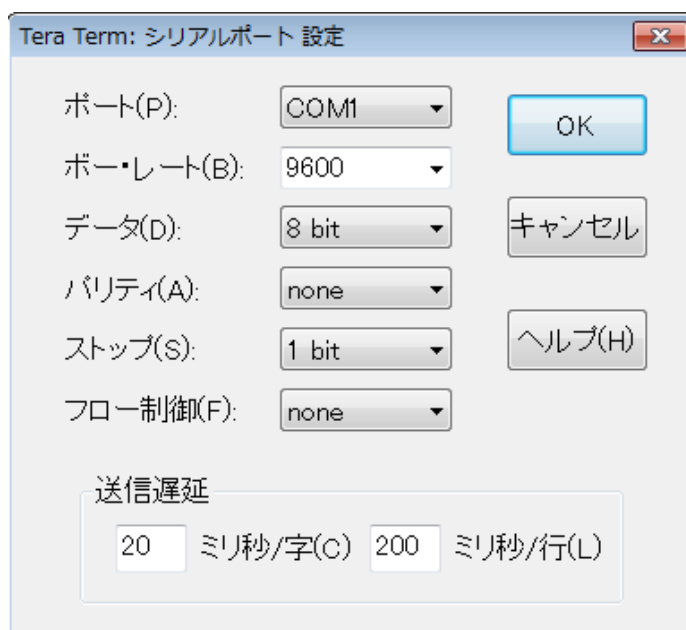 Tera Term: シリアルポート 設定
ポート(P):
COM1
OK
ボー・レート(B):
9600
データ(D):
8 bit
キャンセル
パリティ(A):
none
ストップ(S):
1 bit
ヘルプ(H)
フロー制御(F):
none
送信遅延
20 ミリ秒/字(C) 200 ミリ秒/行(L)